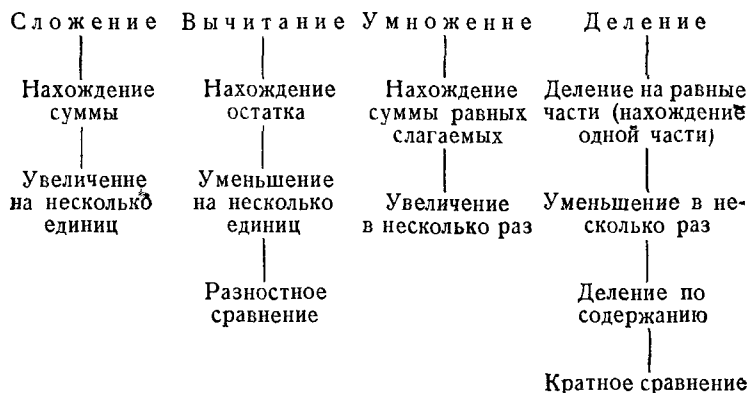 Сложение Вычитание Умножение Деление
Нахождение суммы
Нахождение остатка
Нахождение суммы равных слагаемых
Деление на равные части (нахождение одной части)
Увеличение на несколько единиц
Уменьшение на несколько единиц
Увеличение в несколько раз
Уменьшение в не-
сколько раз
Разностное сравнение
Деление по содержанию
Кратное сравнение